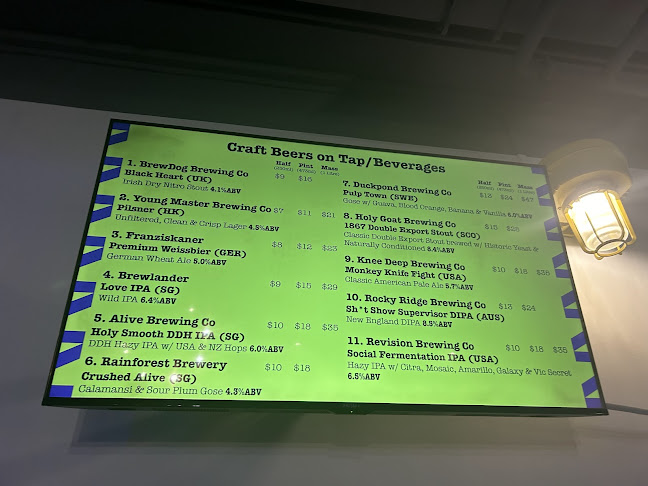 Craft Beers on Tap/Beverages
Half Pint Mass
1. BrewDog Brewing Co $9 $16
Black Heart (UK)
Irish Dry Nitro Stout 4.1%ABV
2. Young Master Brewing Co $7 $11 $21
Pilsner (HK)
Unfiltered, Clean & Crisp Lager 4.5%ABV
3. Franziskaner $8 $12 $23
Premium Weissbier (GER)
German Wheat Ale 5.0%ABV
4. Brewlander $9 $15 $29
Love IPA (SG)
Wild IPA 6.4%ABV
5. Alive Brewing Co $10 $18 $35
Holy Smooth DDH IPA (SG)
DDH Hazy IPA w/ USA & NZ Hops 6.0%ABV
6. Rainforest Brewery $10 $18
Crushed Alive (SG)
Calamansi & Sour Plum Gose 4.3%ABV
Half Pint Mass
7. Duckpond Brewing Co $13 $24 $47
Pulp Town (SWE)
Gose w/ Guava, Blood Orange, Banana & Vanilla 6.0%ABV
8. Holy Goat Brewing Co
1867 Double Export Stout (SCO)
Classic Double Export Stout brewed w/ Historic Yeast &
Naturally Conditioned 8.4%ABV
9. Knee Deep Brewing Co $10 $18 $35
Monkey Knife Fight (USA)
Classic American Pale Ale 5.7%ABV
10. Rocky Ridge Brewing Co $13 $24
Sh*t Show Supervisor DIPA (AUS)
New England DIPA 8.5%ABV
11. Revision Brewing Co $10 $18 $35
Social Fermentation IPA (USA)
Hazy IPA w/ Citra, Mosaic, Amarillo, Galaxy & Vic Secret
6.5%ABV